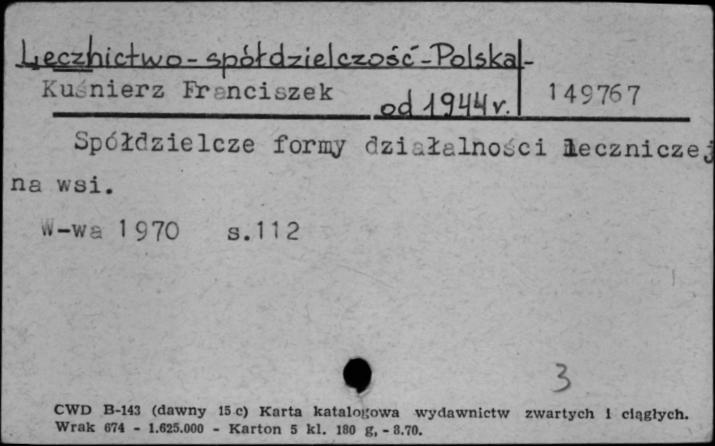 Lecznictwo - spółdzielczość - Polska -
Kuśnierz Franciszek od 1944 r. 149767
Spółdzielcze formy działalności leczniczej
na wsi.
W-wa 1970 s.112
3
CWD B-143 (dawny 15 c) Karta katalogowa wydawnictw zwartych i ciągłych.
Wrak 674 - 1.625.000 - Karton 5 kl. 180 g, - 8.70.